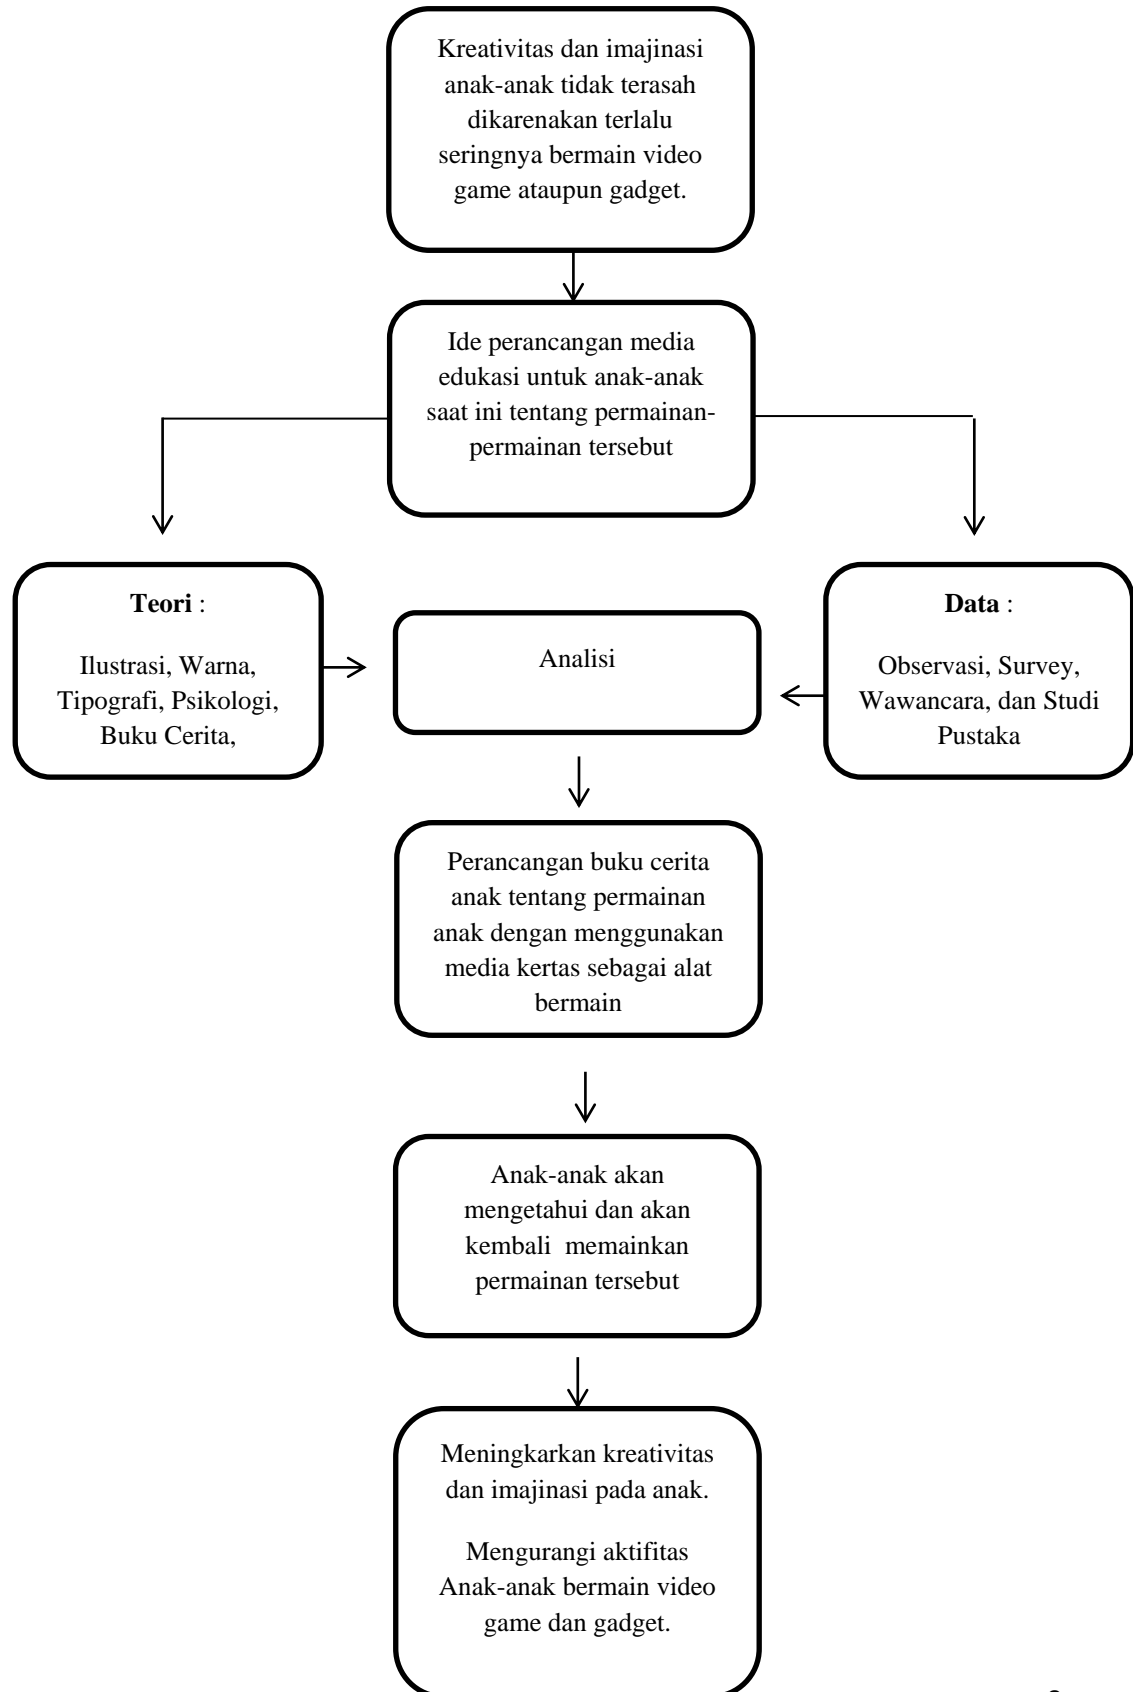 Kreativitas dan imajinasi
anak-anak tidak terasah
dikarenakan terlalu
seringnya bermain video
game ataupun gadget.
Ide perancangan media
edukasi untuk anak-anak
saat ini tentang permainan-
permainan tersebut
Teori :
Ilustrasi, Warna,
Tipografi, Psikologi,
Buku Cerita,
Analisi
Data :
Observasi, Survey,
Wawancara, dan Studi
Pustaka
Perancangan buku cerita
anak tentang permainan
anak dengan menggunakan
media kertas sebagai alat
bermain
Anak-anak akan
mengetahui dan akan
kembali  memainkan
permainan tersebut
Meningkarkan kreativitas
dan imajinasi pada anak.
Mengurangi aktifitas
Anak-anak bermain video
game dan gadget.